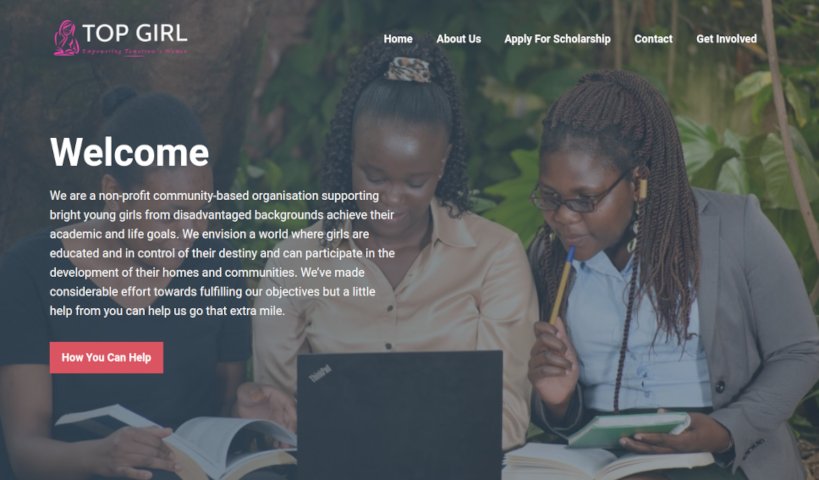 TOP GIRL
Empowering Tomorrow's Women
Home
About Us
Apply For Scholarship
Contact
Get Involved
Welcome
We are a non-profit community-based organisation supporting
bright young girls from disadvantaged backgrounds achieve their
academic and life goals. We envision a world where girls are
educated and in control of their destiny and can participate in the
development of their homes and communities. We've made
considerable effort towards fulfilling our objectives but a little
help from you can help us go that extra mile.
How You Can Help
ThinkPad